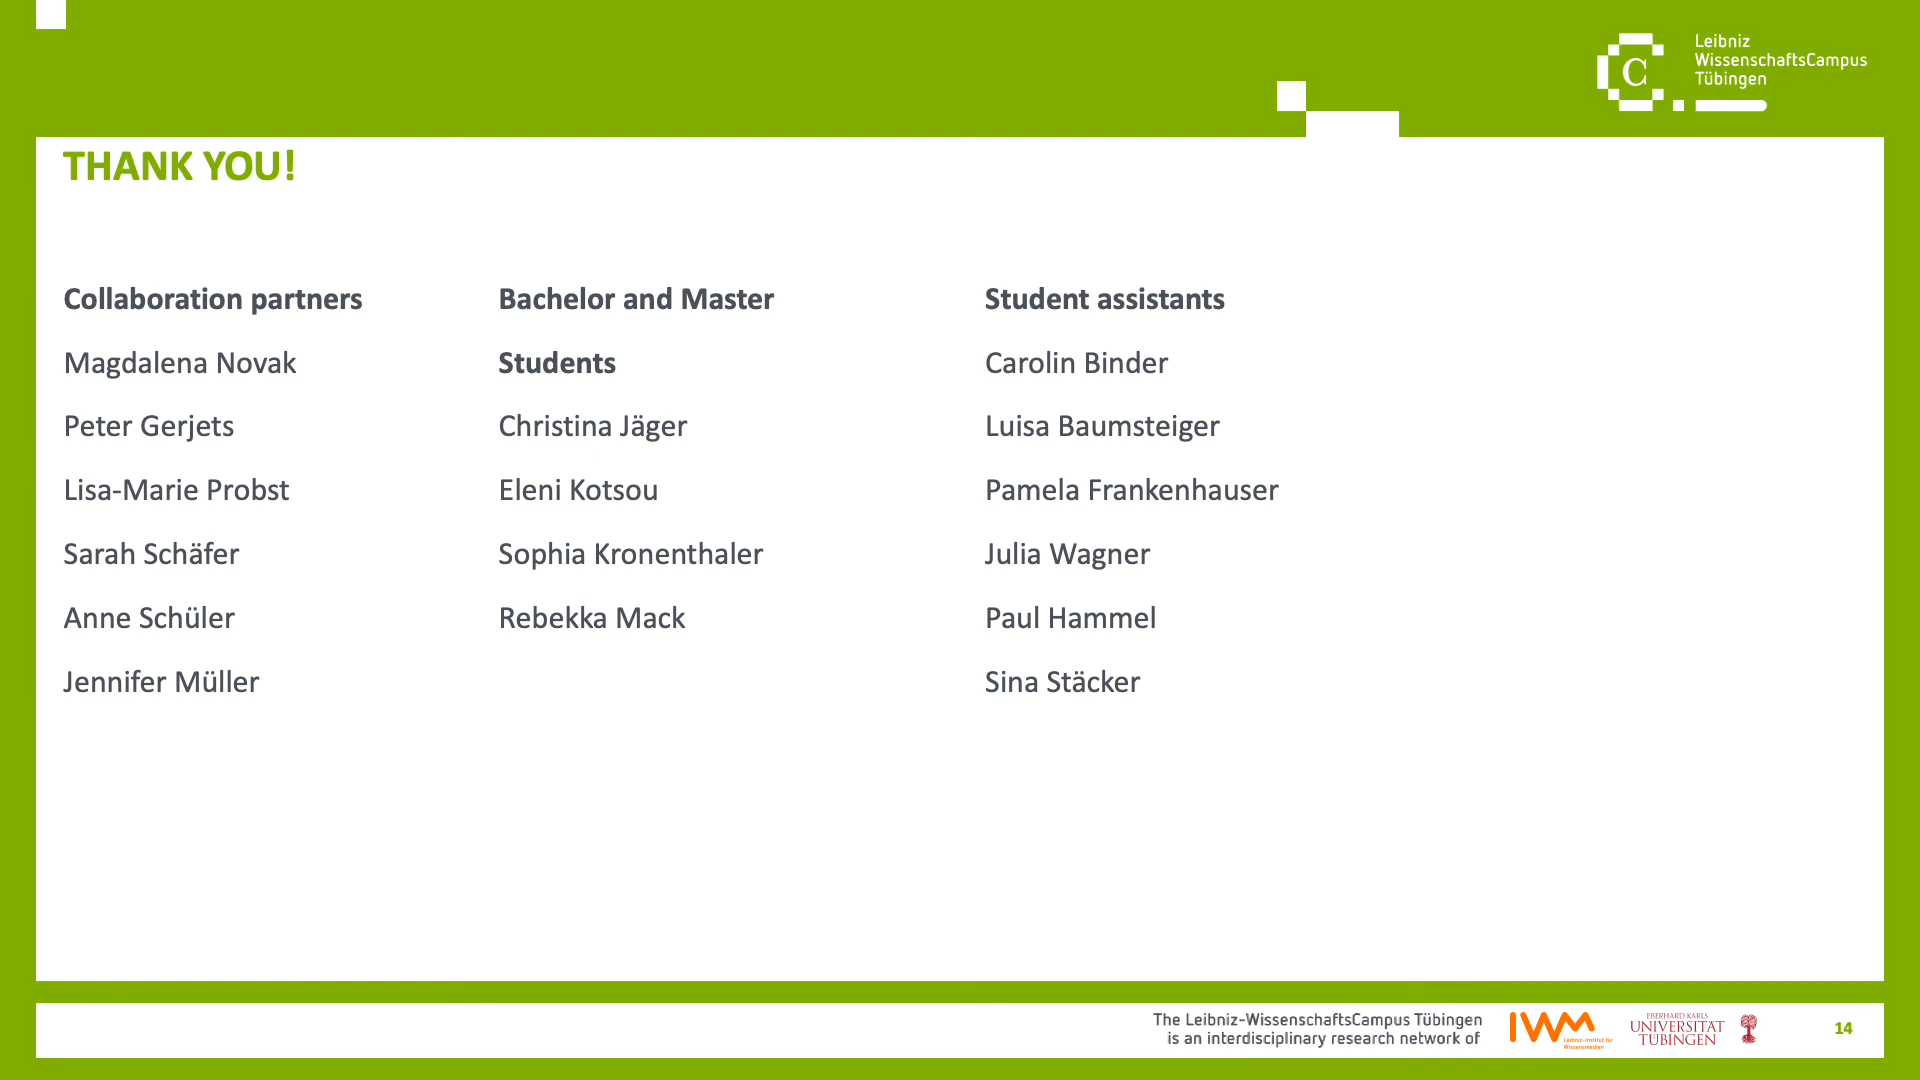 Leibniz
WissenschaftsCampus
Tübingen
C
THANK YOU!
Collaboration partners
Magdalena Novak
Peter Gerjets
Lisa-Marie Probst
Sarah Schäfer
Anne Schüler
Jennifer Müller
Bachelor and Master
Students
Christina Jäger
Eleni Kotsou
Sophia Kronenthaler
Rebekka Mack
Student assistants
Carolin Binder
Luisa Baumsteiger
Pamela Frankenhauser
Julia Wagner
Paul Hammel
Sina Stäcker
The Leibniz-WissenschaftsCampus Tübingen
is an interdisciplinary research network of
IWM
Leibniz-Institut für
Wissensmedien
EBERHARD KARLS
UNIVERSITÄT
TÜBINGEN
14